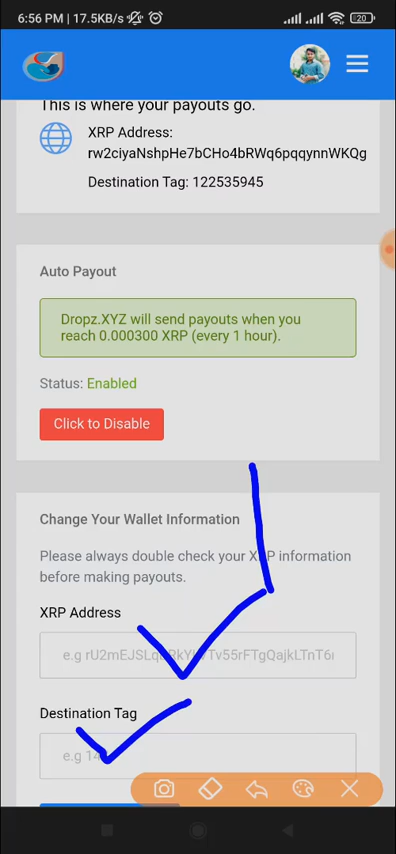 6:56 PM | 17.5KB/s
20
This is where your payouts go.
XRP Address:
rw2ciyaNshpHe7bCHo4bRWq6pqqynnWKQg
Destination Tag: 122535945
Auto Payout
Dropz.XYZ will send payouts when you
reach 0.000300 XRP (every 1 hour).
Status: Enabled
Click to Disable
Change Your Wallet Information
Please always double check your XRP information
before making payouts.
XRP Address
e.g
Destination Tag
e.g